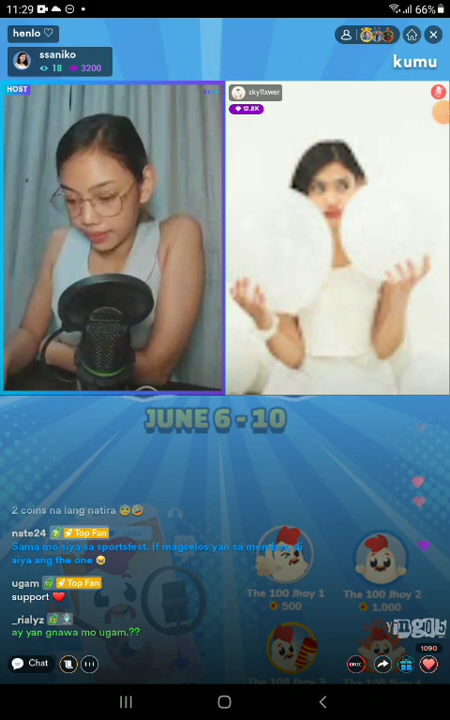 11:29
66%
henlo ♡
ssaniko
18 3200
kumu
HOST
sky11xwer
12.8K
JUNE 6 - 10
2 coins na lang natira
nate24 Top Fan
Sama mo siya sa sportsfest. If magselos yan sa member, di
siya ang the one
ugam Top Fan
support ❤️
_rialyz
ay yan gnawa mo ugam.??
The 100 Jhoy 1
500
The 100 Jhoy 2
1,000
1090
Chat